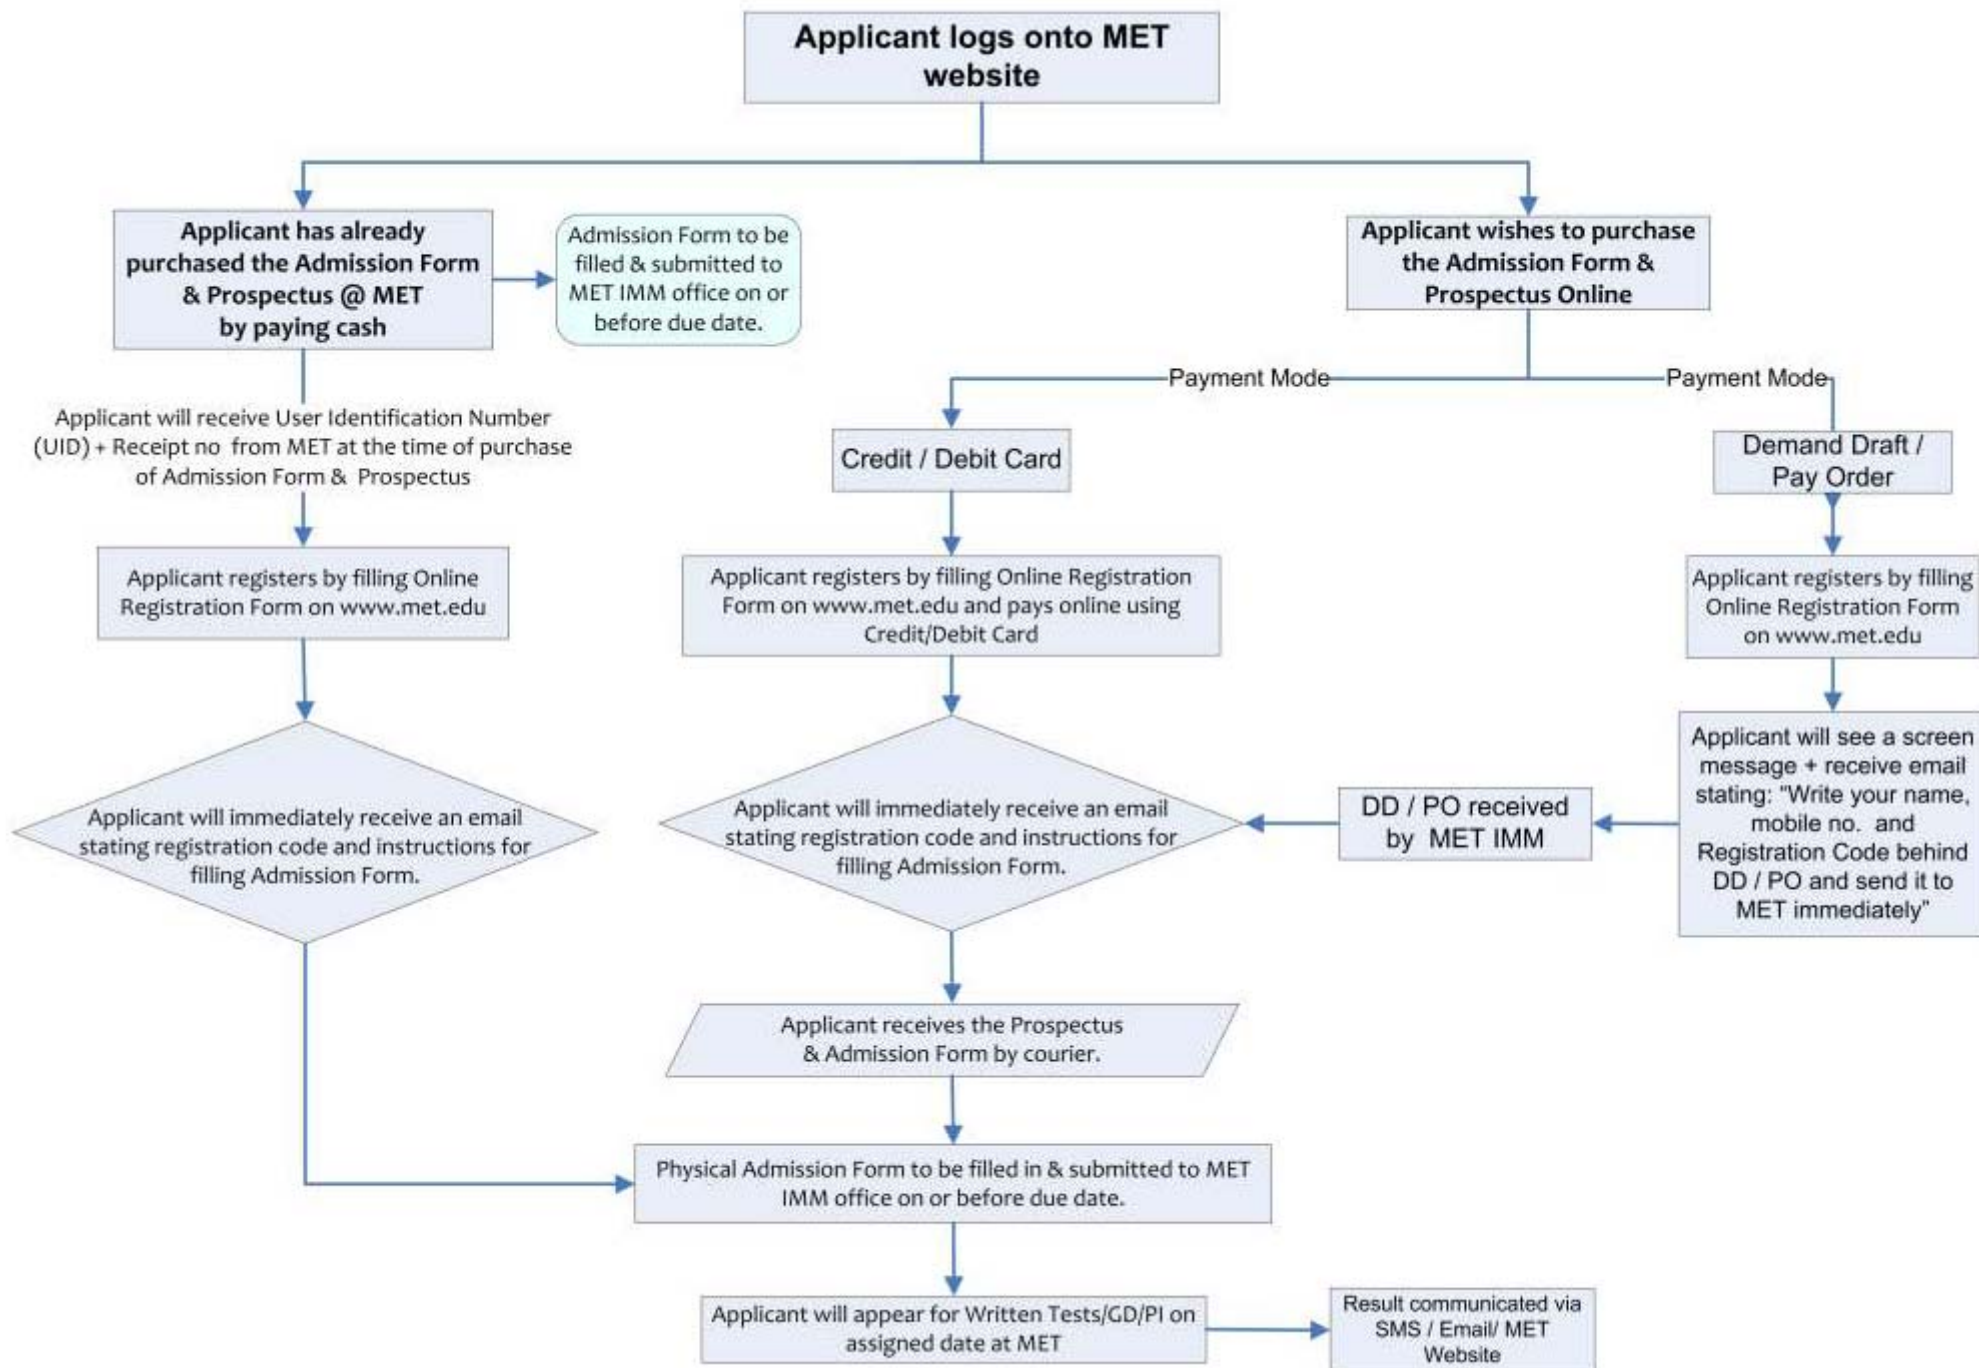 Applicant logs onto MET
website
Applicant has already
purchased the Admission Form
& Prospectus @ MET
by paying cash
Admission Form to be
filled & submitted to
MET IMM office on or
before due date.
Applicant wishes to purchase
the Admission Form &
Prospectus Online
Payment Mode
Payment Mode
Applicant will receive User Identification Number
(UID) + Receipt no from MET at the time of purchase
of Admission Form & Prospectus
Credit / Debit Card
Demand Draft /
Pay Order
Applicant registers by filling Online
Registration Form on www.met.edu
Applicant registers by filling Online Registration
Form on www.met.edu and pays online using
Credit/Debit Card
Applicant registers by filling
Online Registration Form
on www.met.edu
Applicant will immediately receive an email
stating registration code and instructions for
filling Admission Form.
Applicant will immediately receive an email
stating registration code and instructions for
filling Admission Form.
DD / PO received
by MET IMM
Applicant will see a screen
message + receive email
stating: “Write your name,
mobile no. and
Registration Code behind
DD / PO and send it to
MET immediately”
Applicant receives the Prospectus
& Admission Form by courier.
Physical Admission Form to be filled in & submitted to MET
IMM office on or before due date.
Applicant will appear for Written Tests/GD/PI on
assigned date at MET
Result communicated via
SMS / Email/ MET
Website